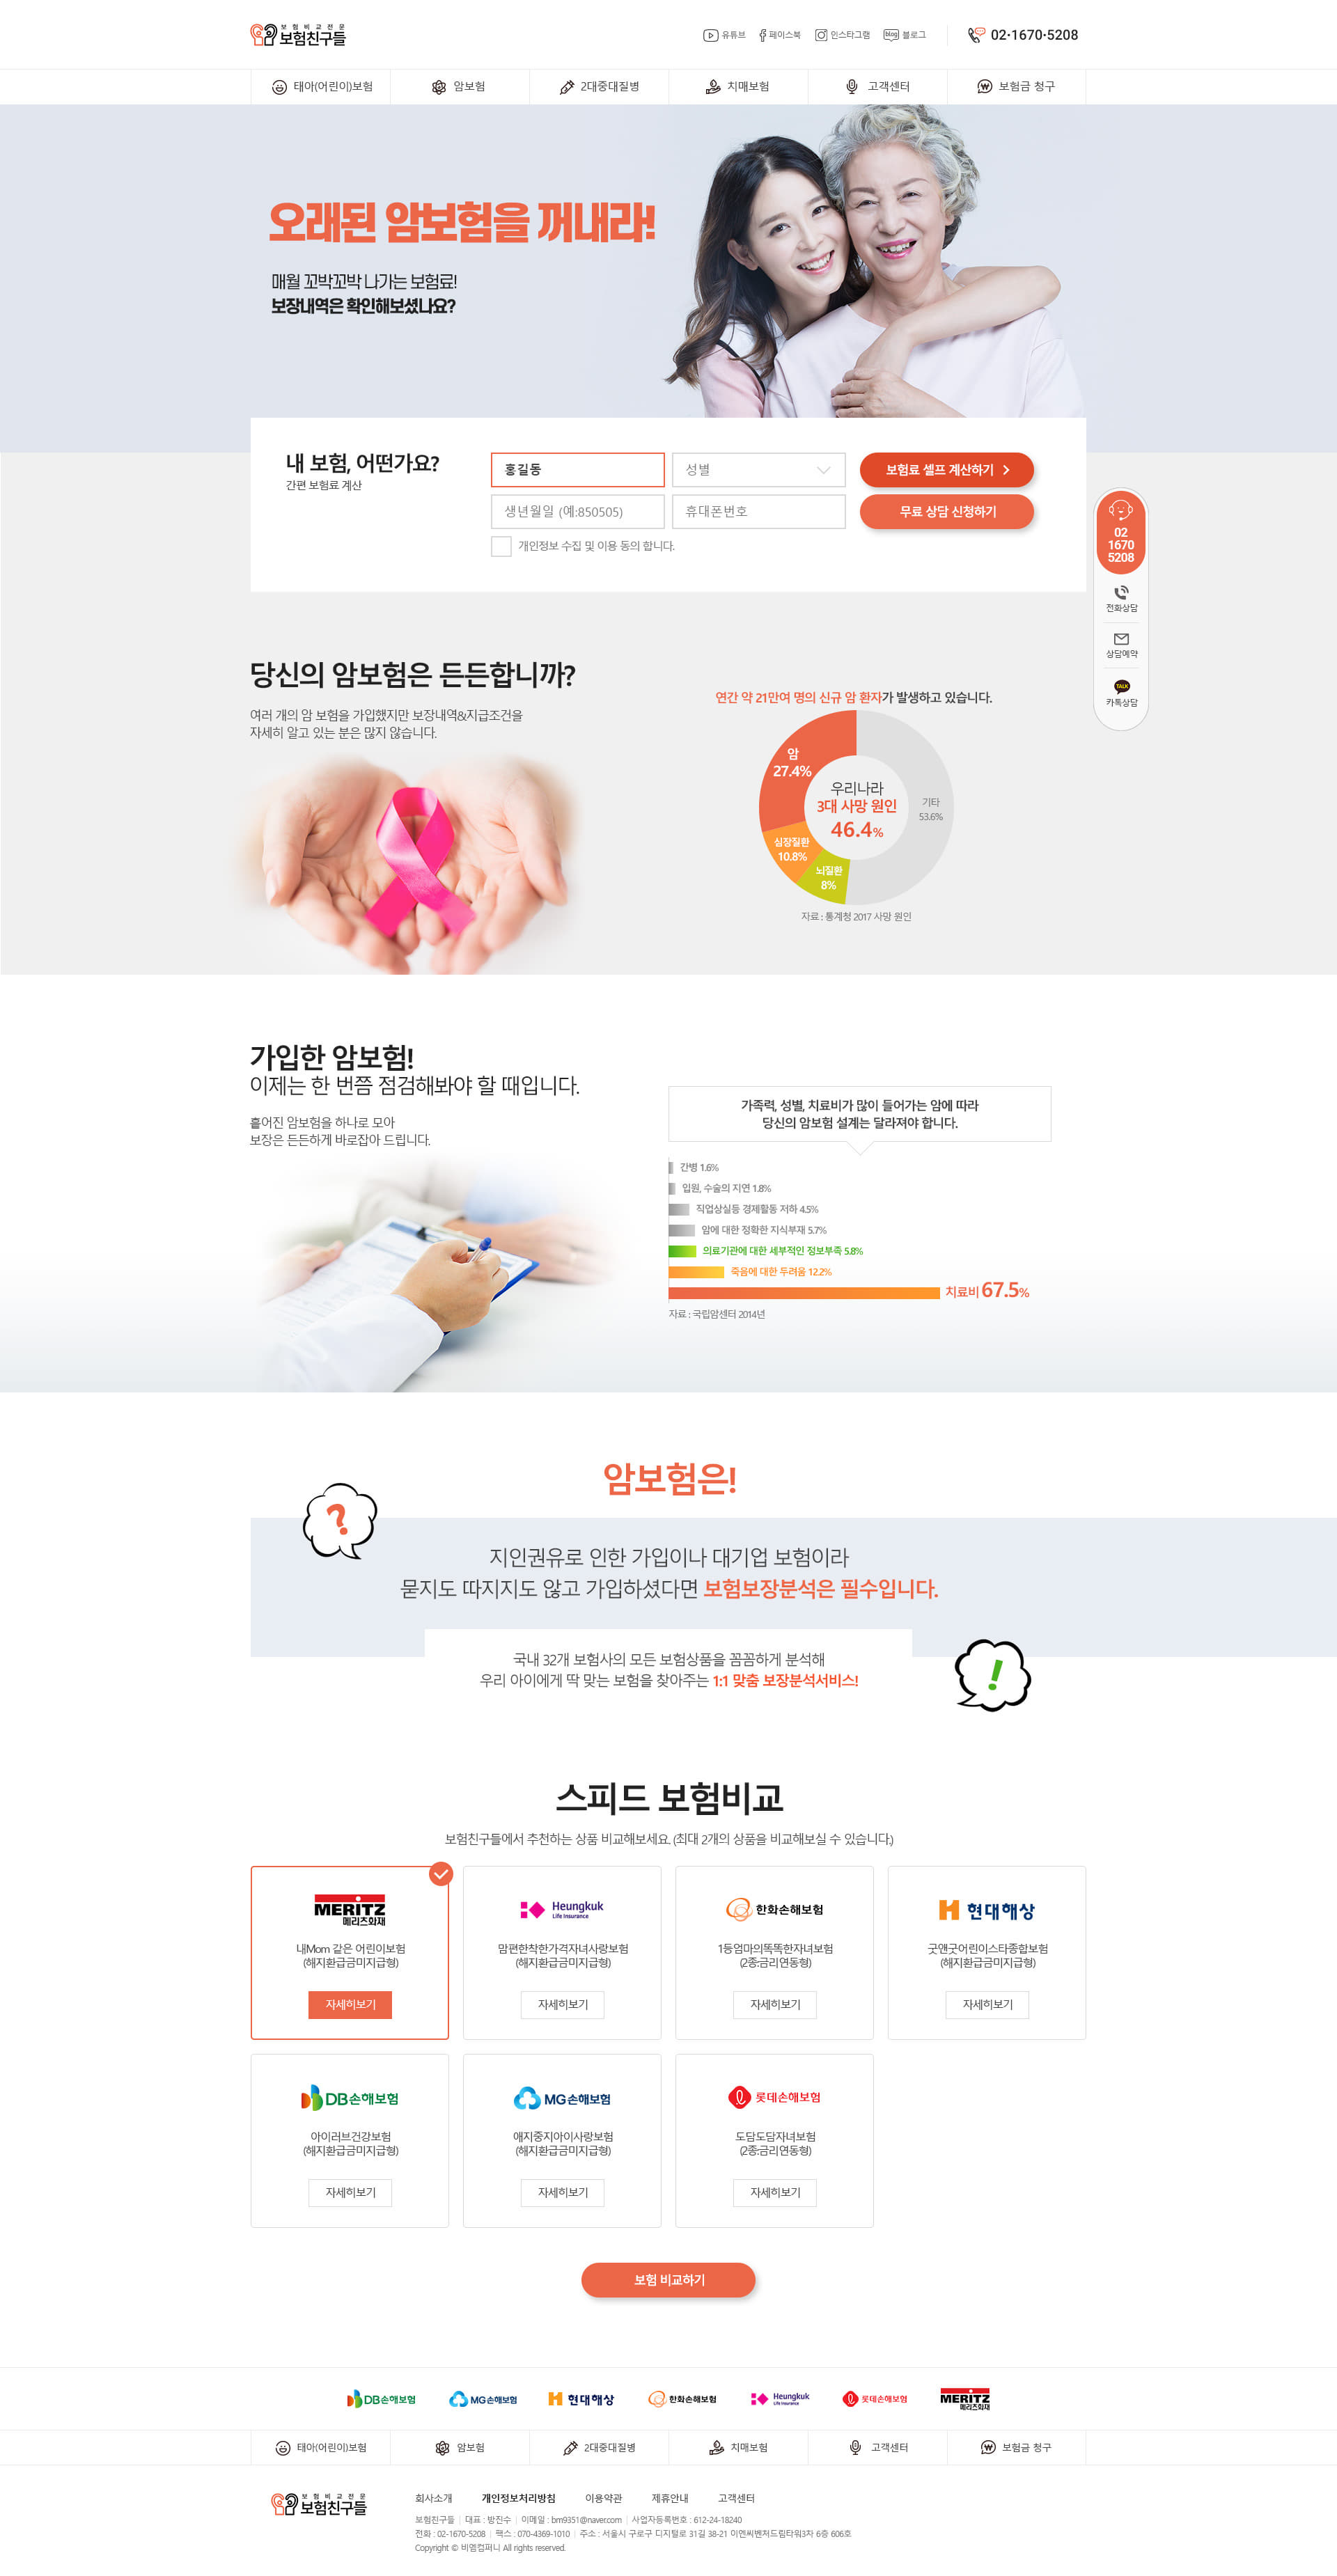 보험비교전문
보험친구들
유튜브 페이스북 인스타그램 blog 블로그 02·1670·5208
태아(어린이)보험 암보험 2대중대질병 치매보험 고객센터 보험금 청구
오래된 암보험을 꺼내라!
매월 꼬박꼬박 나가는 보험료!
보장내역은 확인해보셨나요?
내 보험, 어떤가요?
간편 보험료 계산
홍길동 성별 보험료 셀프 계산하기
생년월일 (예:850505) 휴대폰번호 무료 상담 신청하기
개인정보 수집 및 이용 동의 합니다.
02
1670
5208
전화상담
상담예약
TALK
카톡상담
당신의 암보험은 든든합니까?
여러 개의 암 보험을 가입했지만 보장내역&지급조건을
자세히 알고 있는 분은 많지 않습니다.
연간 약 21만여 명의 신규 암 환자가 발생하고 있습니다.
암
27.4%
우리나라
3대 사망 원인
46.4%
기타
53.6%
심장질환
10.8%
뇌질환
8%
자료 : 통계청 2017 사망 원인
가입한 암보험!
이제는 한 번쯤 점검해봐야 할 때입니다.
흩어진 암보험을 하나로 모아
보장은 든든하게 바로잡아 드립니다.
가족력, 성별, 치료비가 많이 들어가는 암에 따라
당신의 암보험 설계는 달라져야 합니다.
간병 1.6%
입원, 수술의 지연 1.8%
직업상실등 경제활동 저하 4.5%
암에 대한 정확한 지식부재 5.7%
의료기관에 대한 세부적인 정보부족 5.8%
죽음에 대한 두려움 12.2%
치료비 67.5%
자료 : 국립암센터 2014년
암보험은!
?
지인권유로 인한 가입이나 대기업 보험이라
묻지도 따지지도 않고 가입하셨다면 보험보장분석은 필수입니다.
국내 32개 보험사의 모든 보험상품을 꼼꼼하게 분석해
우리 아이에게 딱 맞는 보험을 찾아주는 1:1 맞춤 보장분석서비스!
!
스피드 보험비교
보험친구들에서 추천하는 상품 비교해보세요. (최대 2개의 상품을 비교해보실 수 있습니다.)
MERITZ
메리츠화재
내Mom 같은 어린이보험
(해지환급금미지급형)
자세히보기
Heungkuk
Life Insurance
맘편한착한가격자녀사랑보험
(해지환급금미지급형)
자세히보기
한화손해보험
1등엄마의똑똑한자녀보험
(2종:금리연동형)
자세히보기
현대해상
굿앤굿어린이스타종합보험
(해지환급금미지급형)
자세히보기
DB손해보험
아이러브건강보험
(해지환급금미지급형)
자세히보기
MG손해보험
애지중지아이사랑보험
(해지환급금미지급형)
자세히보기
롯데손해보험
도담도담자녀보험
(2종:금리연동형)
자세히보기
보험 비교하기
DB손해보험 MG손해보험 현대해상 한화손해보험 Heungkuk Life Insurance 롯데손해보험 MERITZ 메리츠화재
태아(어린이)보험 암보험 2대중대질병 치매보험 고객센터 보험금 청구
보험비교전문
보험친구들
회사소개 개인정보처리방침 이용약관 제휴안내 고객센터
보험친구들 | 대표 : 방진수 | 이메일 : bm9351@naver.com | 사업자등록번호 : 612-24-18240
전화 : 02-1670-5208 | 팩스 : 070-4369-1010 | 주소 : 서울시 구로구 디지털로 31길 38-21 이엔씨벤처드림타워3차 6층 606호
Copyright © 비엠컴퍼니 All rights reserved.